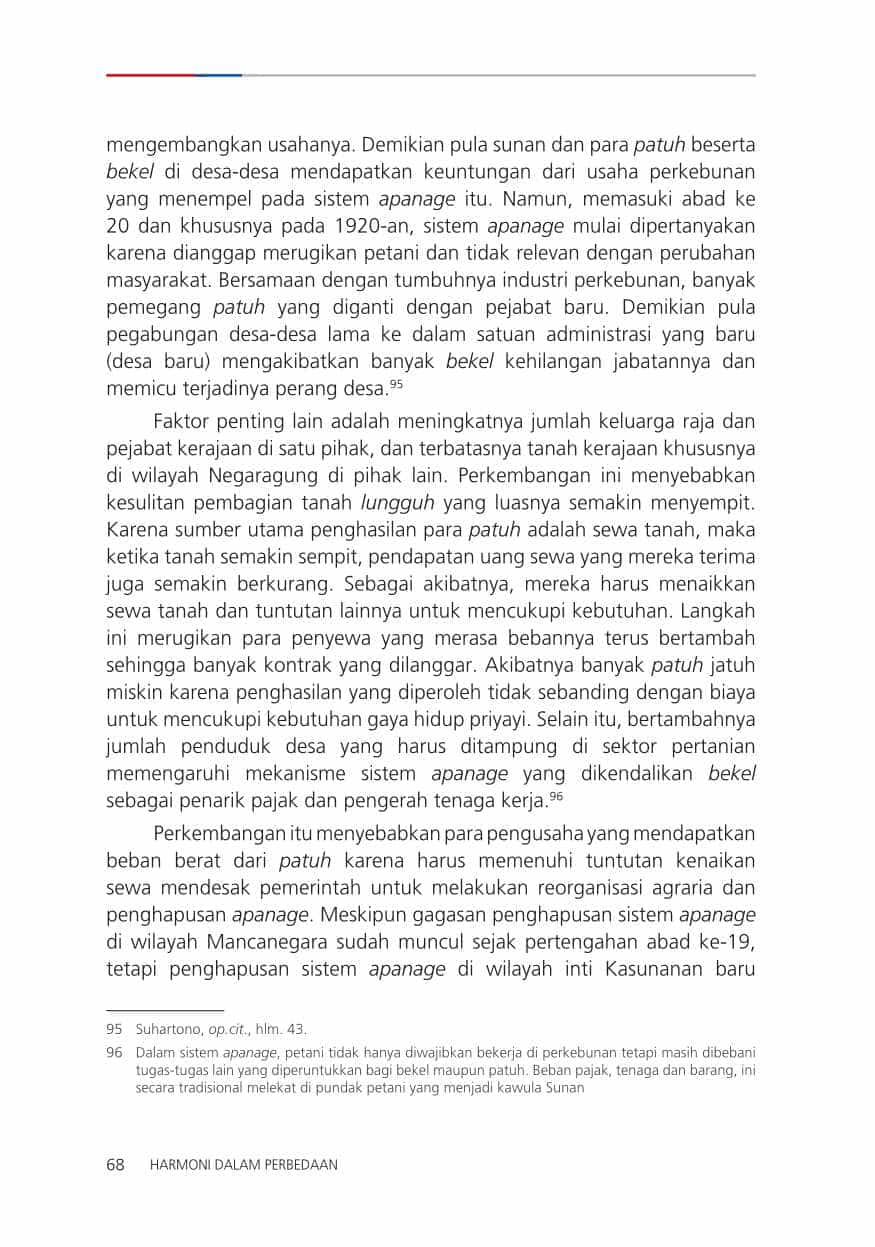 mengembangkan usahanya. Demikian pula sunan dan para patuh beserta
bekel di desa-desa mendapatkan keuntungan dari usaha perkebunan
yang menempel pada sistem apanage itu. Namun, memasuki abad ke
20 dan khususnya pada 1920-an, sistem apanage mulai dipertanyakan
karena dianggap merugikan petani dan tidak relevan dengan perubahan
masyarakat. Bersamaan dengan tumbuhnya industri perkebunan, banyak
pemegang patuh yang diganti dengan pejabat baru. Demikian pula
pegabungan desa-desa lama ke dalam satuan administrasi yang baru
(desa baru) mengakibatkan banyak bekel kehilangan jabatannya dan
memicu terjadinya perang desa.95
Faktor penting lain adalah meningkatnya jumlah keluarga raja dan
pejabat kerajaan di satu pihak, dan terbatasnya tanah kerajaan khususnya
di wilayah Negaragung di pihak lain. Perkembangan ini menyebabkan
kesulitan pembagian tanah lungguh yang luasnya semakin menyempit.
Karena sumber utama penghasilan para patuh adalah sewa tanah, maka
ketika tanah semakin sempit, pendapatan uang sewa yang mereka terima
juga semakin berkurang. Sebagai akibatnya, mereka harus menaikkan
sewa tanah dan tuntutan lainnya untuk mencukupi kebutuhan. Langkah
ini merugikan para penyewa yang merasa bebannya terus bertambah
sehingga banyak kontrak yang dilanggar. Akibatnya banyak patuh jatuh
miskin karena penghasilan yang diperoleh tidak sebanding dengan biaya
untuk mencukupi kebutuhan gaya hidup priyayi. Selain itu, bertambahnya
jumlah penduduk desa yang harus ditampung di sektor pertanian
memengaruhi mekanisme sistem apanage yang dikendalikan bekel
sebagai penarik pajak dan pengerah tenaga kerja.96
Perkembangan itu menyebabkan para pengusaha yang mendapatkan
beban berat dari patuh karena harus memenuhi tuntutan kenaikan
sewa mendesak pemerintah untuk melakukan reorganisasi agraria dan
penghapusan apanage. Meskipun gagasan penghapusan sistem apanage
di wilayah Mancanegara sudah muncul sejak pertengahan abad ke-19,
tetapi penghapusan sistem apanage di wilayah inti Kasunanan baru
95 Suhartono, op.cit., hlm. 43.
96 Dalam sistem apanage, petani tidak hanya diwajibkan bekerja di perkebunan tetapi masih dibebani
tugas-tugas lain yang diperuntukkan bagi bekel maupun patuh. Beban pajak, tenaga dan barang, ini
secara tradisional melekat di pundak petani yang menjadi kawula Sunan
68 HARMONI DALAM PERBEDAAN